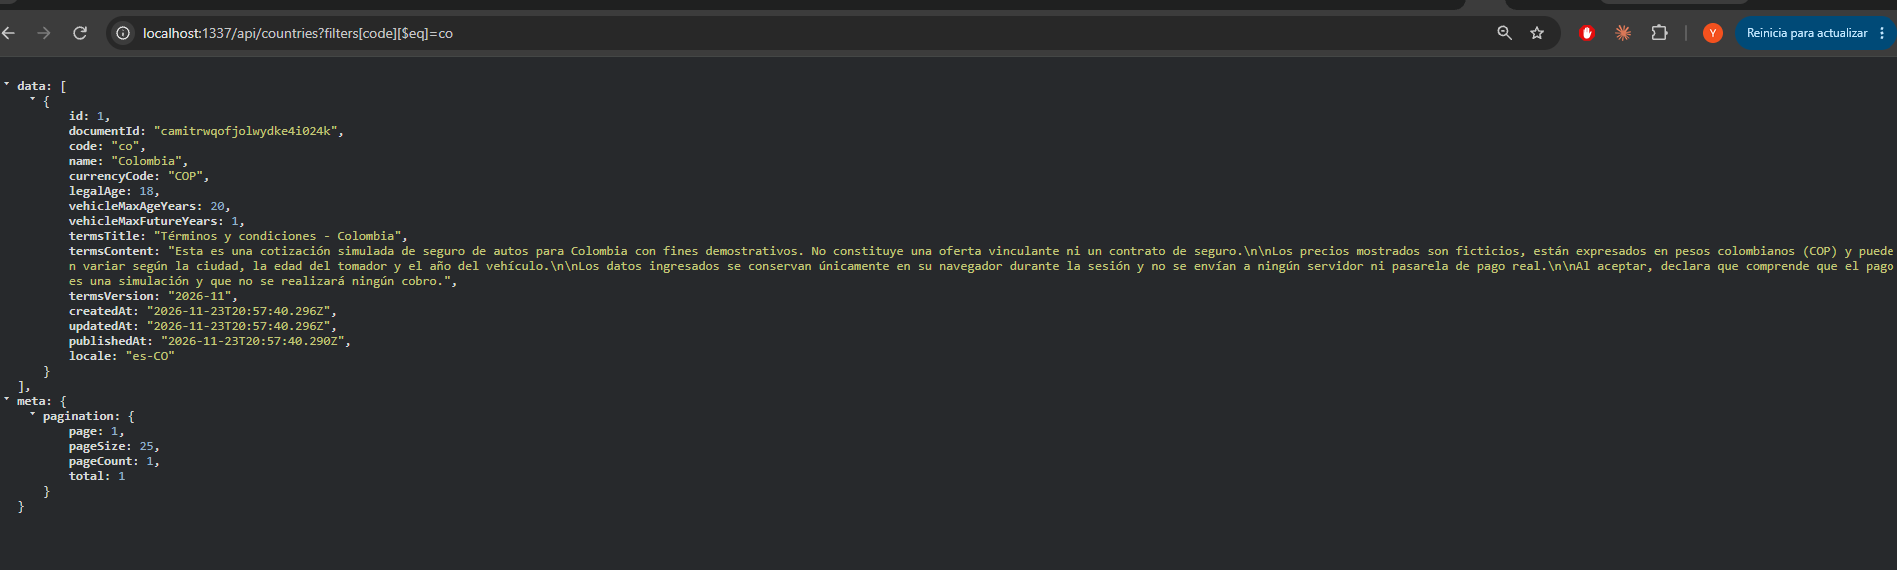 localhost:1337/api/countries?filters[code][$eq]=co
Y
Reinicia para actualizar
data: [
{
id: 1,
documentId: "camitrwqofjolwydke4i024k",
code: "co",
name: "Colombia",
currencyCode: "COP",
legalAge: 18,
vehicleMaxAgeYears: 20,
vehicleMaxFutureYears: 1,
termsTitle: "Términos y condiciones - Colombia",
termsContent: "Esta es una cotización simulada de seguro de autos para Colombia con fines demostrativos. No constituye una oferta vinculante ni un contrato de seguro.\n\nLos precios mostrados son ficticios, están expresados en pesos colombianos (COP) y puede
n variar según la ciudad, la edad del tomador y el año del vehículo.\n\nLos datos ingresados se conservan únicamente en su navegador durante la sesión y no se envían a ningún servidor ni pasarela de pago real.\n\nAl aceptar, declara que comprende que el pago
es una simulación y que no se realizará ningún cobro.",
termsVersion: "2026-11",
createdAt: "2026-11-23T20:57:40.296Z",
updatedAt: "2026-11-23T20:57:40.296Z",
publishedAt: "2026-11-23T20:57:40.290Z",
locale: "es-CO"
}
],
meta: {
pagination: {
page: 1,
pageSize: 25,
pageCount: 1,
total: 1
}
}